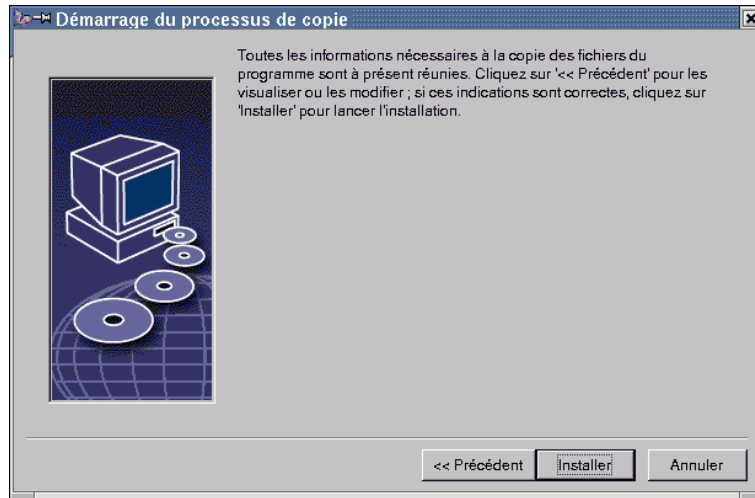 Démarrage du processus de copie
Toutes les informations nécessaires à la copie des fichiers du
programme sont à présent réunies. Cliquez sur '<< Précédent' pour les
visualiser ou les modifier ; si ces indications sont correctes, cliquez sur
'Installer' pour lancer l'installation.
<< Précédent Installer Annuler